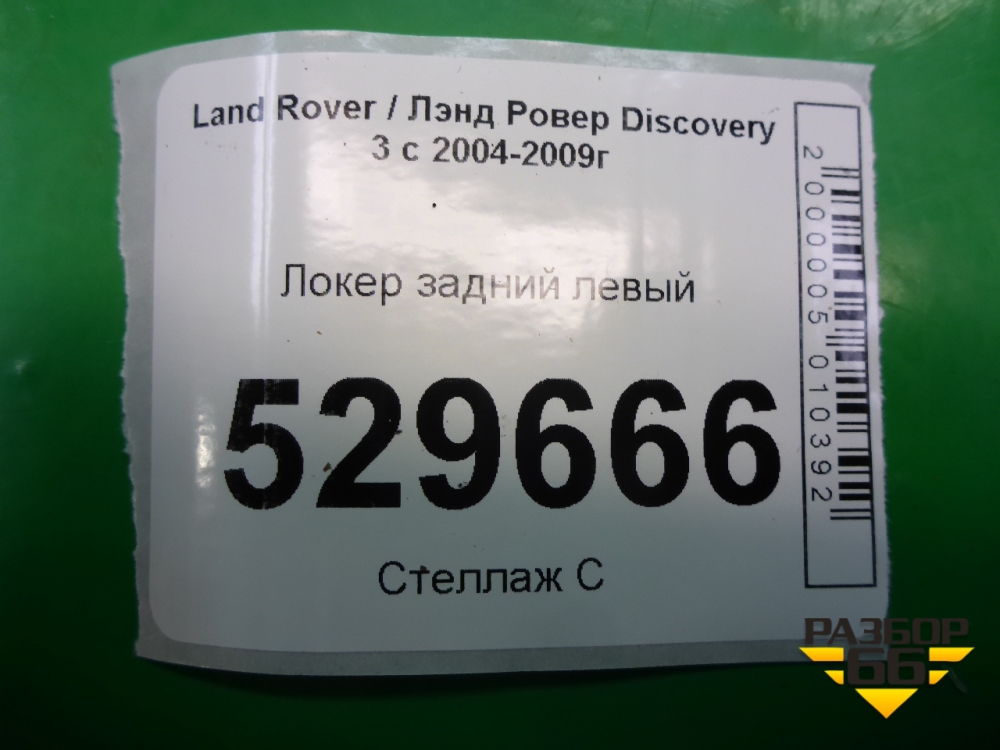 Land Rover / Лэнд Ровер Discovery
3 с 2004-2009г
Локер задний левый
529666
Стеллаж С
2000005010392
РАЗБОР
66